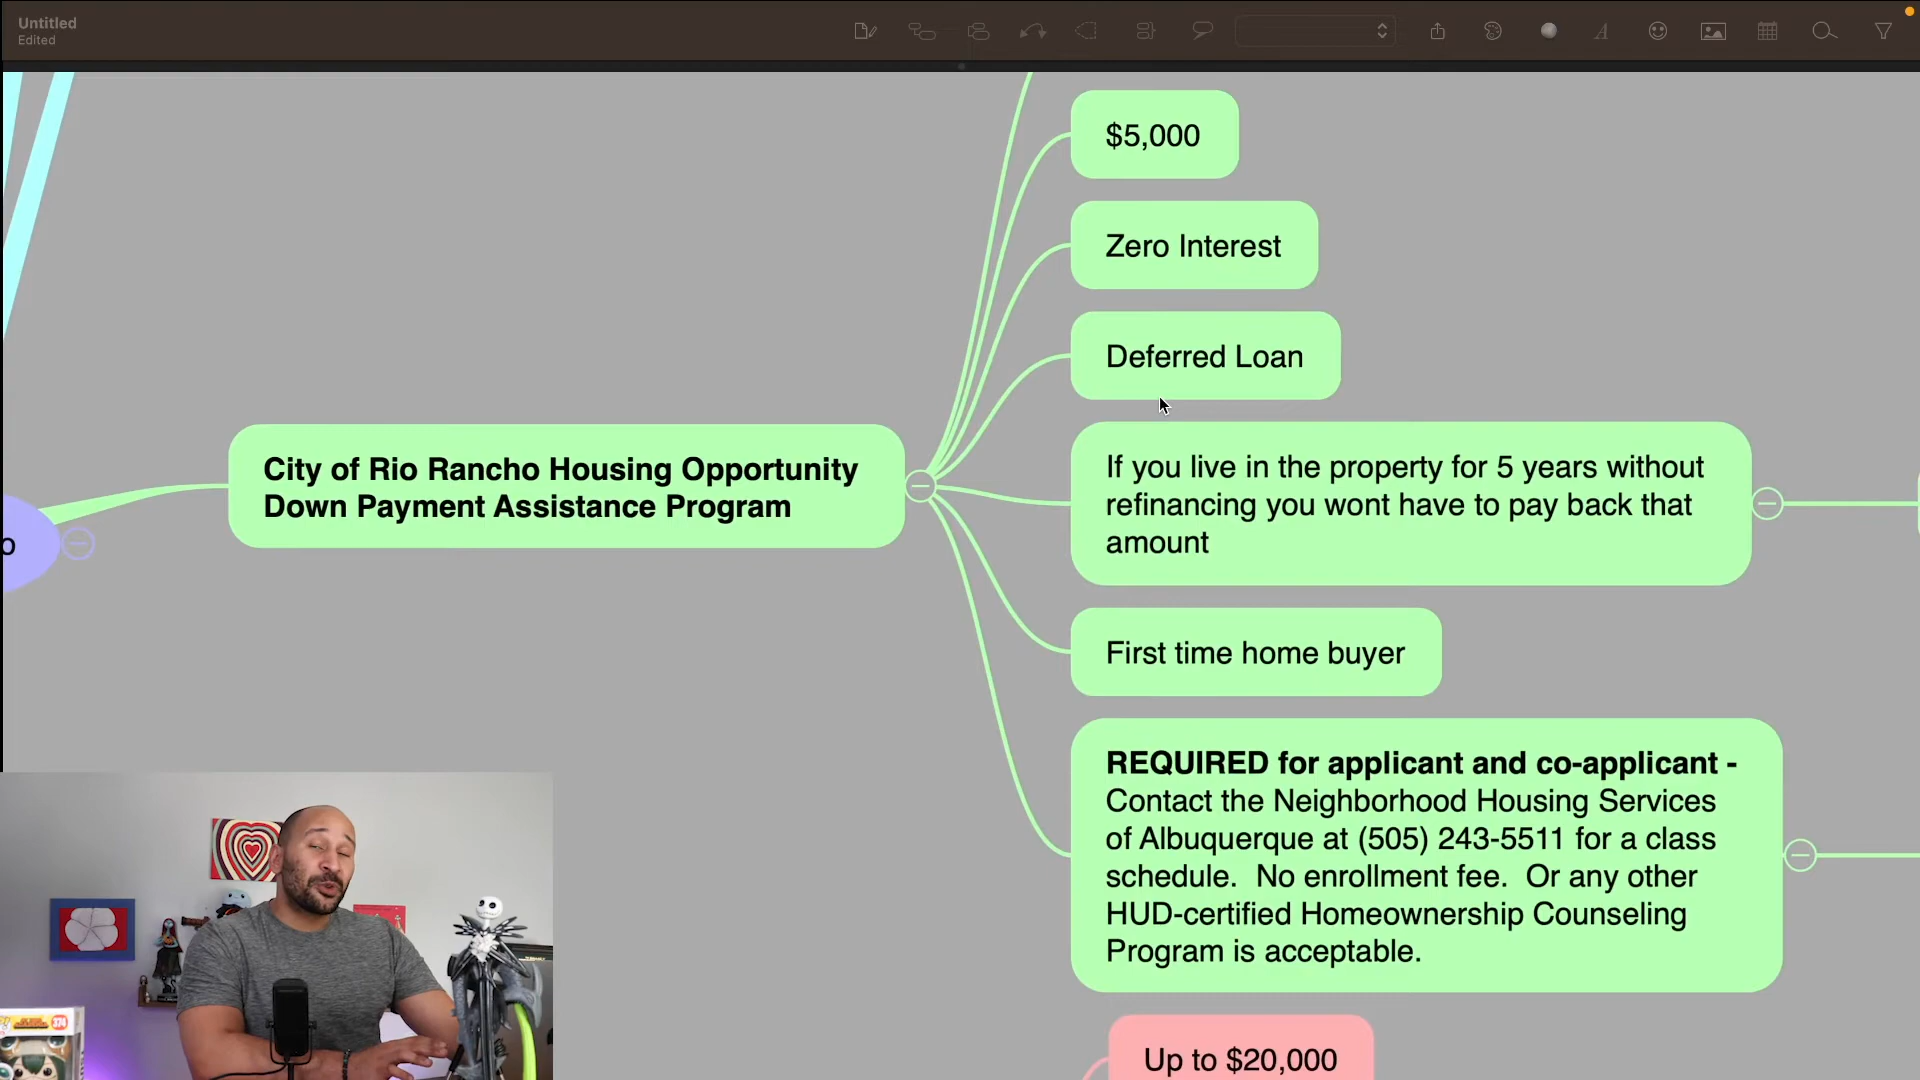 Untitled
Edited
$5,000
Zero Interest
Deferred Loan
City of Rio Rancho Housing Opportunity
Down Payment Assistance Program
If you live in the property for 5 years without
refinancing you wont have to pay back that
amount
o
First time home buyer
REQUIRED for applicant and co-applicant -
Contact the Neighborhood Housing Services
of Albuquerque at (505) 243-5511 for a class
schedule.  No enrollment fee.  Or any other
HUD-certified Homeownership Counseling
Program is acceptable.
Up to $20,000
374